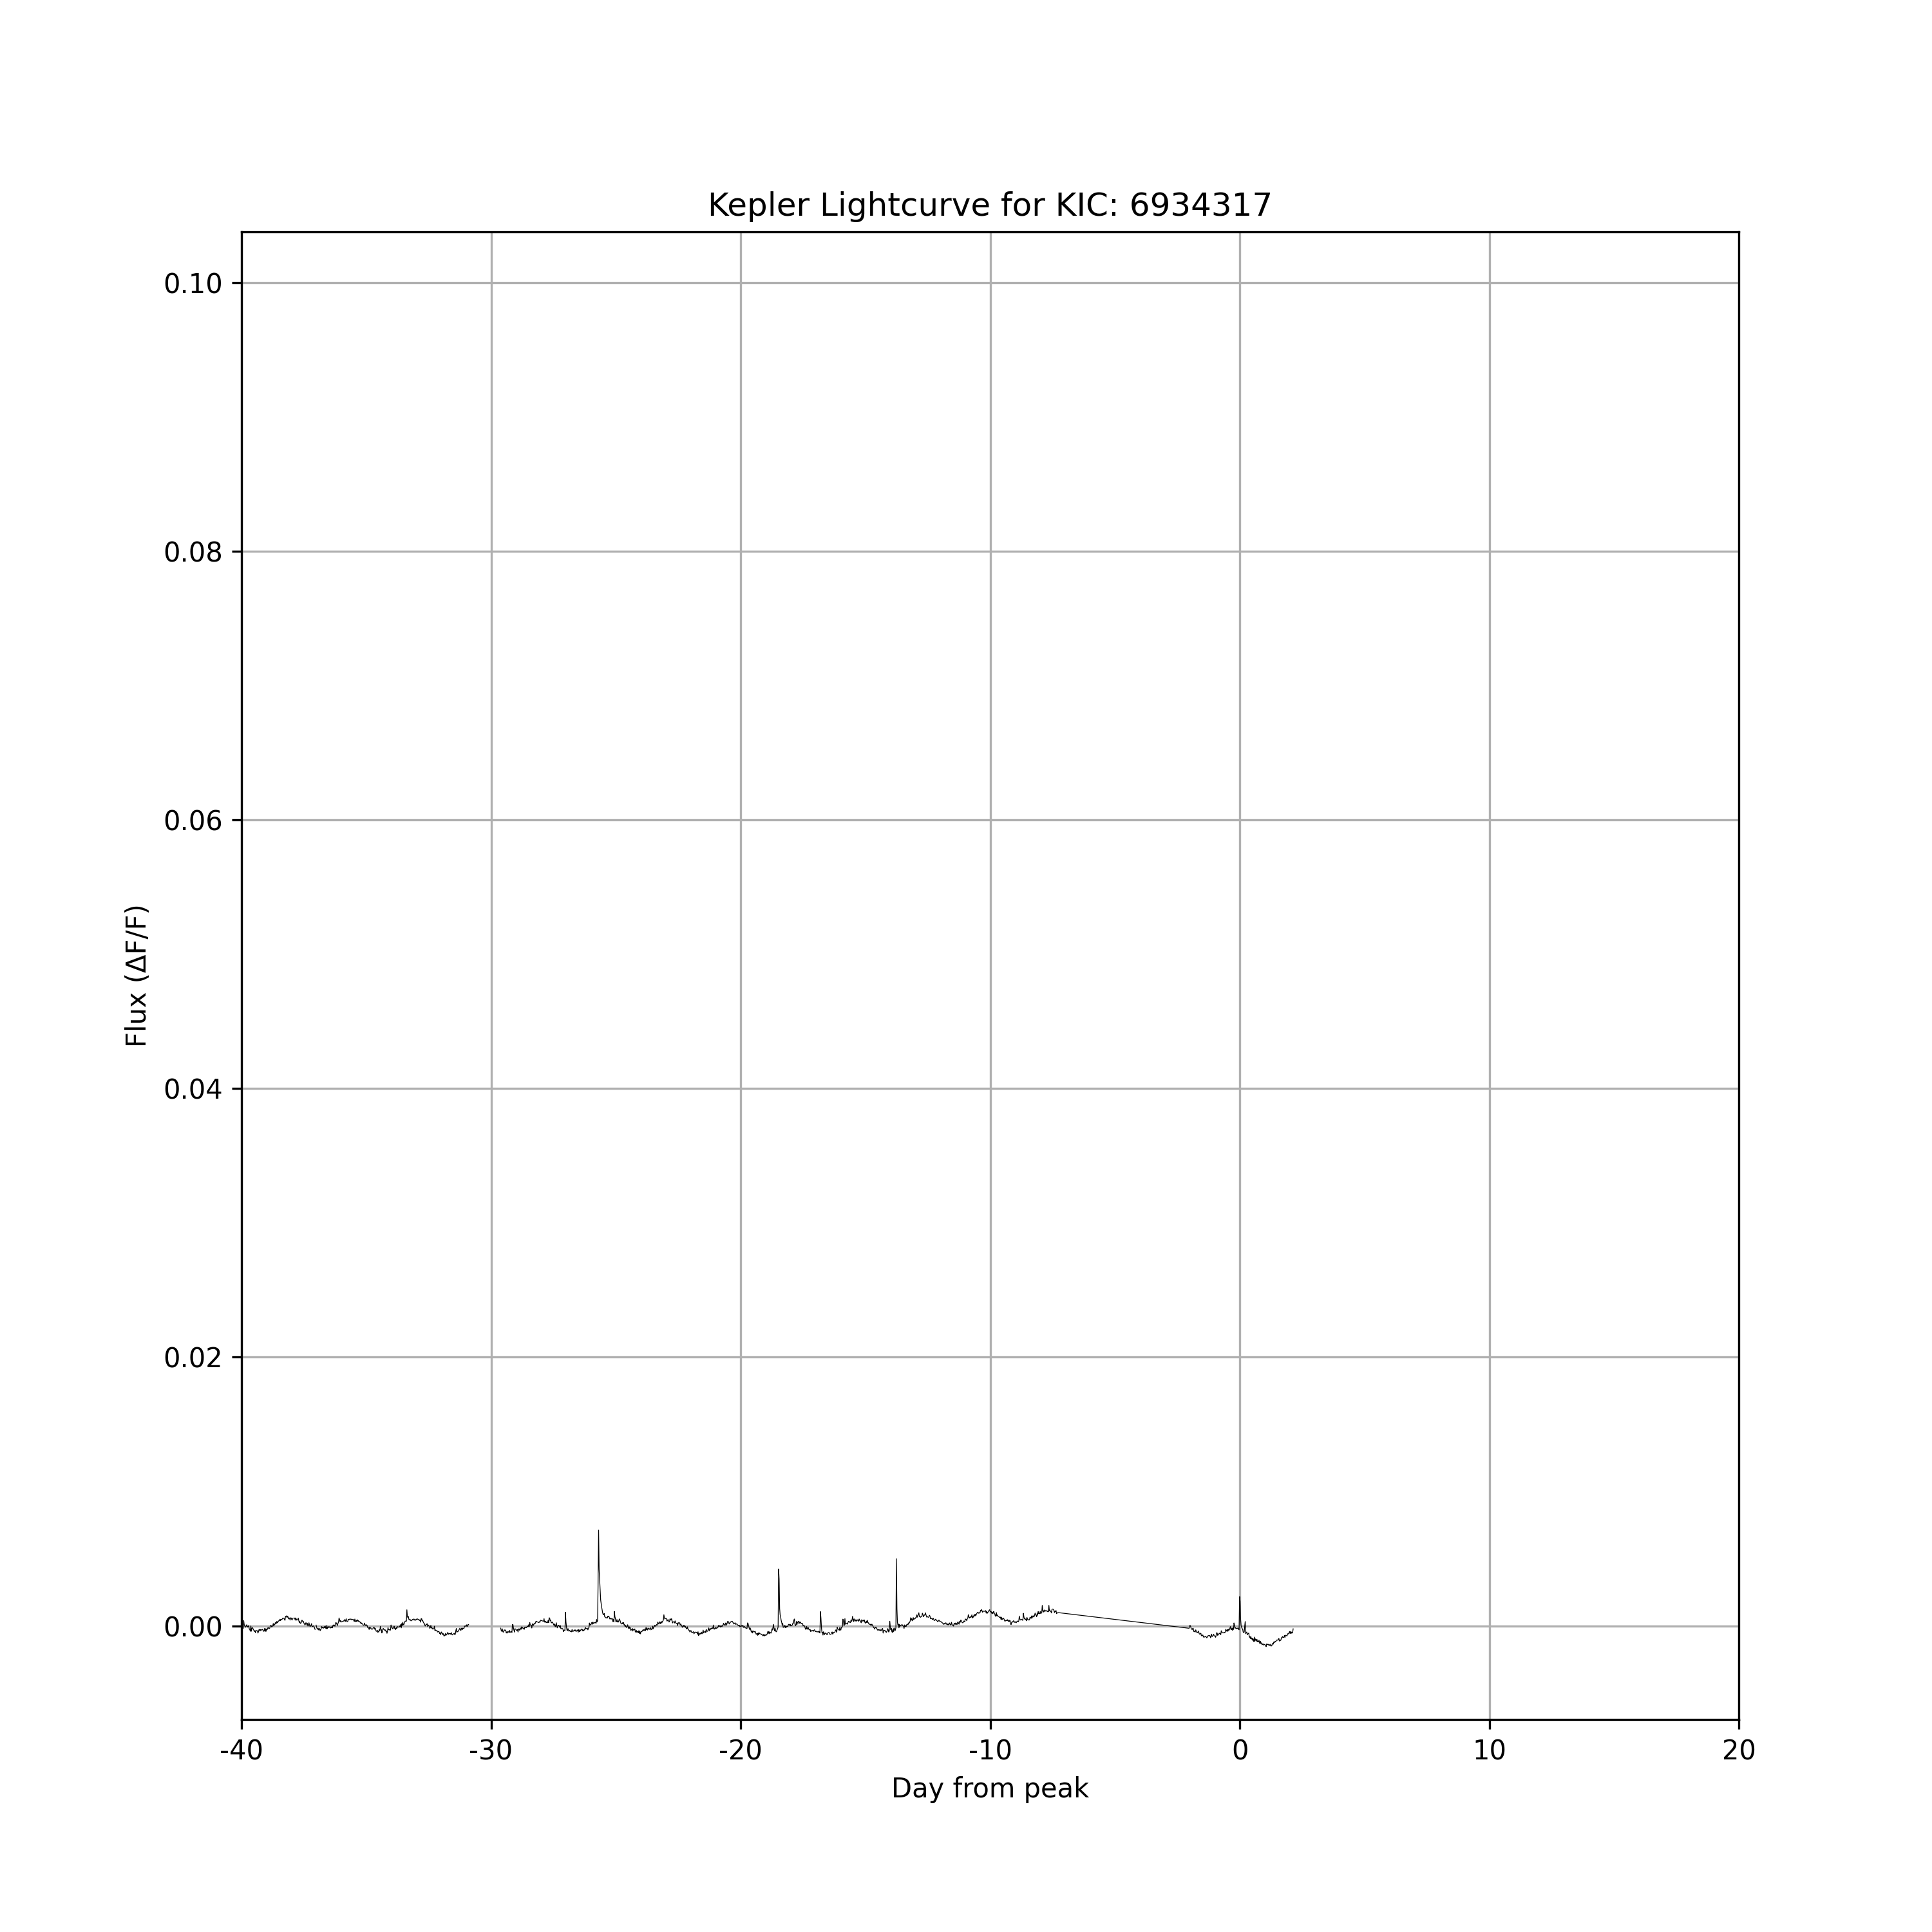 Kepler Lightcurve for KIC: 6934317
0.10
0.08
0.06
0.04
0.02
0.00
Flux (ΔF/F)
-40 -30 -20 -10 0 10 20
Day from peak